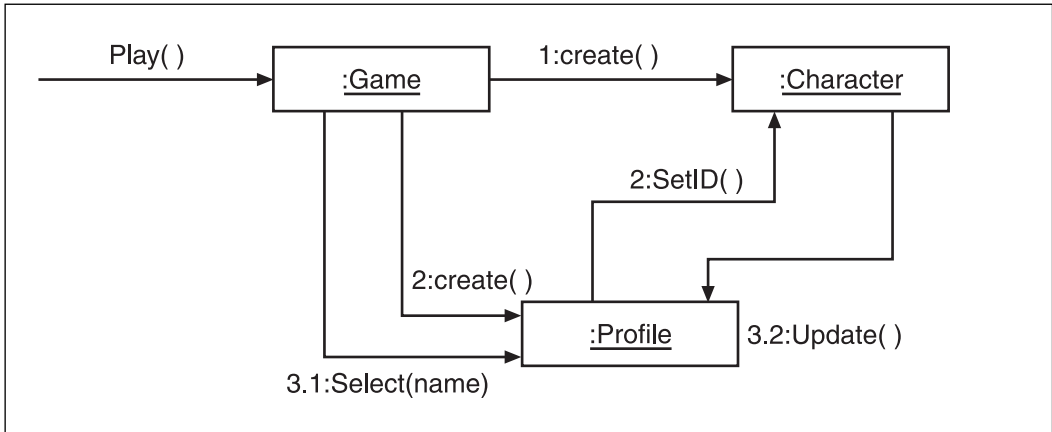 Play( )
:Game
1:create( )
:Character
2:SetID( )
2:create( )
:Profile
3.2:Update( )
3.1:Select(name)